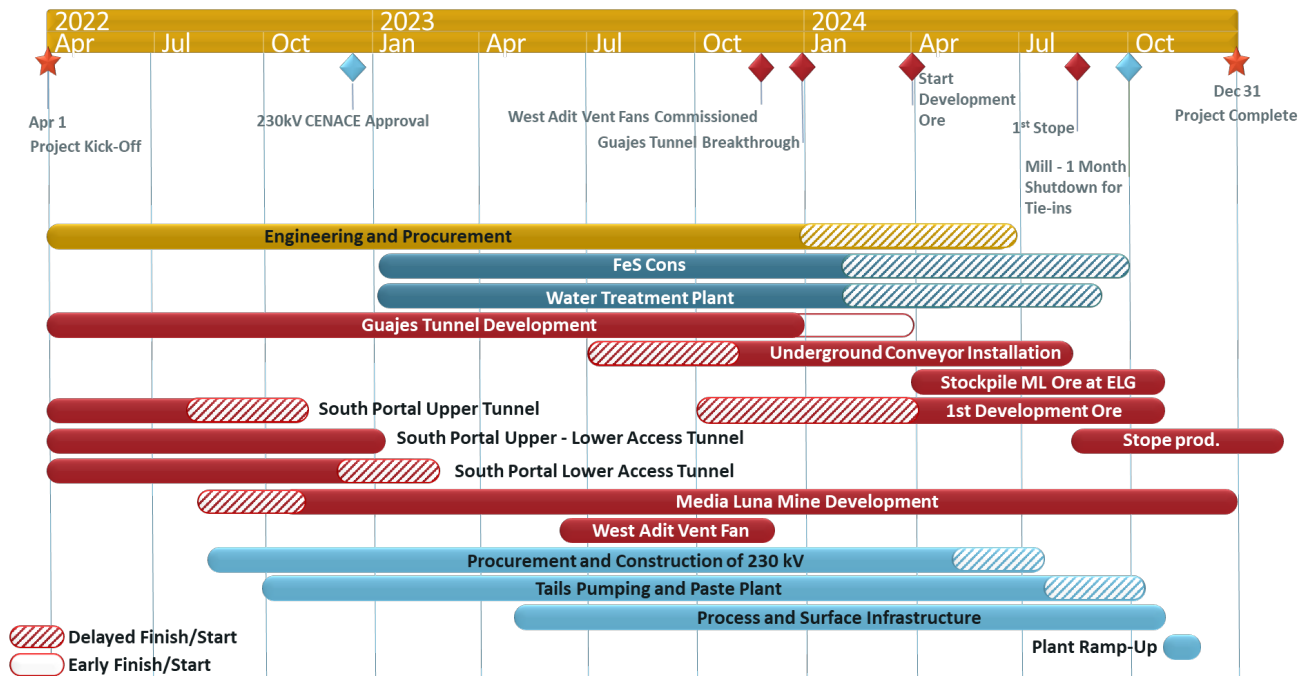 2022 2023 2024
Apr Jul Oct Jan Apr Jul Oct Jan Apr Jul Oct
Apr 1
Project Kick-Off
230kV CENACE Approval
West Adit Vent Fans Commissioned
Guajes Tunnel Breakthrough
Start
Development
Ore
1st Stope
Mill - 1 Month
Shutdown for
Tie-ins
Dec 31
Project Complete
Engineering and Procurement
FeS Cons
Water Treatment Plant
Guajes Tunnel Development
Underground Conveyor Installation
Stockpile ML Ore at ELG
South Portal Upper Tunnel
1st Development Ore
South Portal Upper - Lower Access Tunnel
Stope prod.
South Portal Lower Access Tunnel
Media Luna Mine Development
West Adit Vent Fan
Procurement and Construction of 230 kV
Tails Pumping and Paste Plant
Process and Surface Infrastructure
Plant Ramp-Up
Delayed Finish/Start
Early Finish/Start